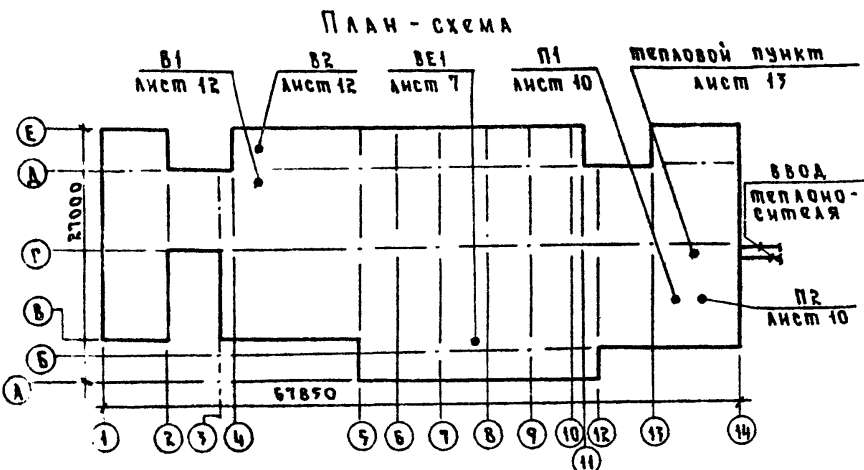 План-схема
В1
лист 12
В2
лист 12
ВЕ1
лист 7
П1
лист 10
тепловой пункт
лист 13
Е
Д
27000
Г
В
Б
А
ввод
теплоно-
сителя
П2
лист 10
67850
1 2 3 4 5 6 7 8 9 10 11 12 13 14